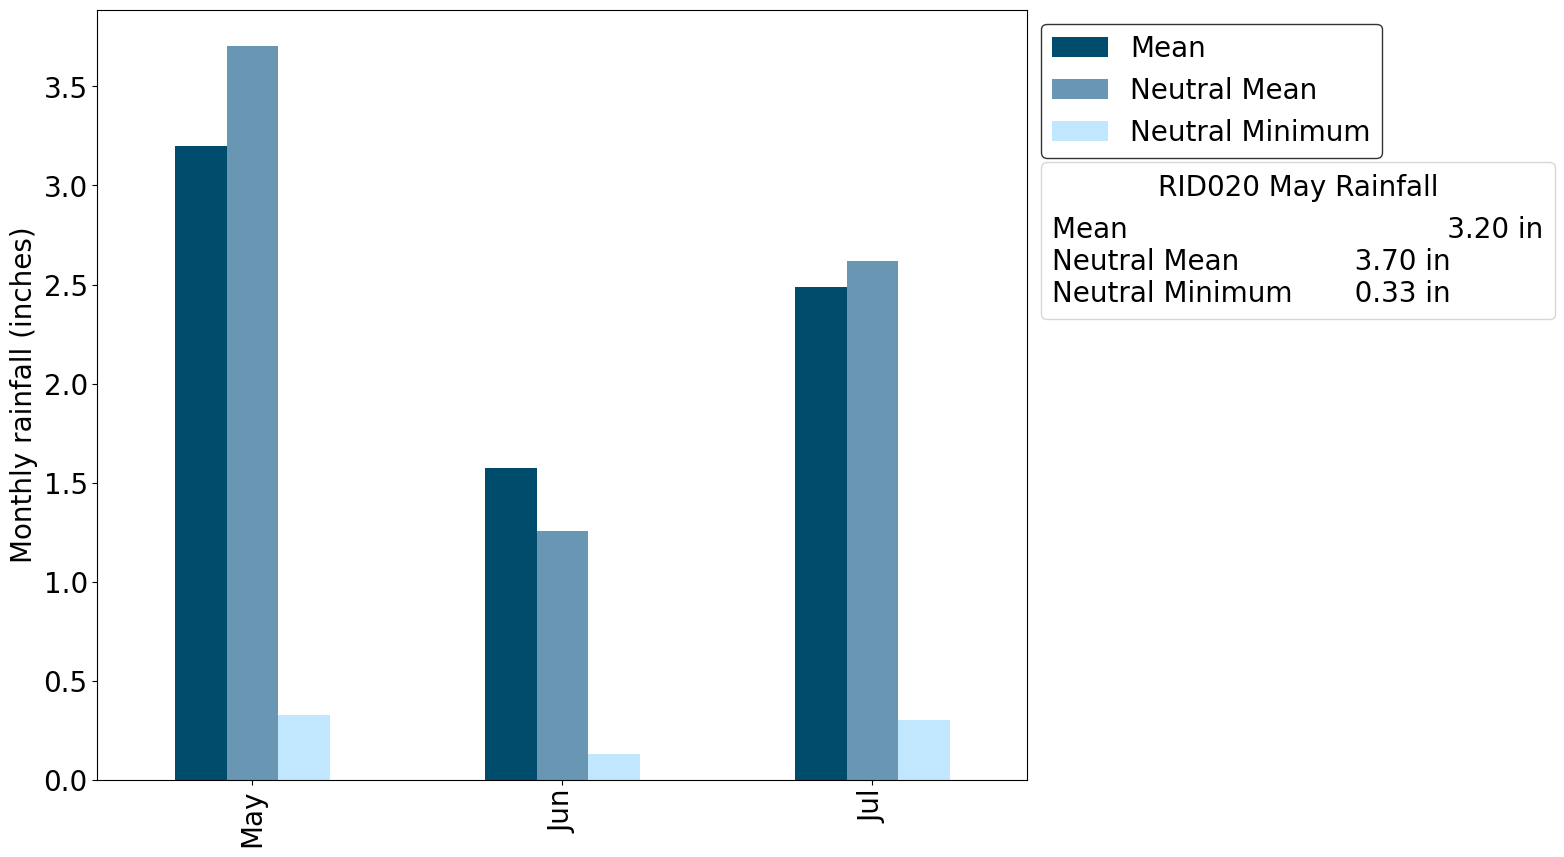 Monthly rainfall (inches)
3.5
3.0
2.5
2.0
1.5
1.0
0.5
0.0
May
Jun
Jul
Mean
Neutral Mean
Neutral Minimum
RID020 May Rainfall
Mean 3.20 in
Neutral Mean 3.70 in
Neutral Minimum 0.33 in